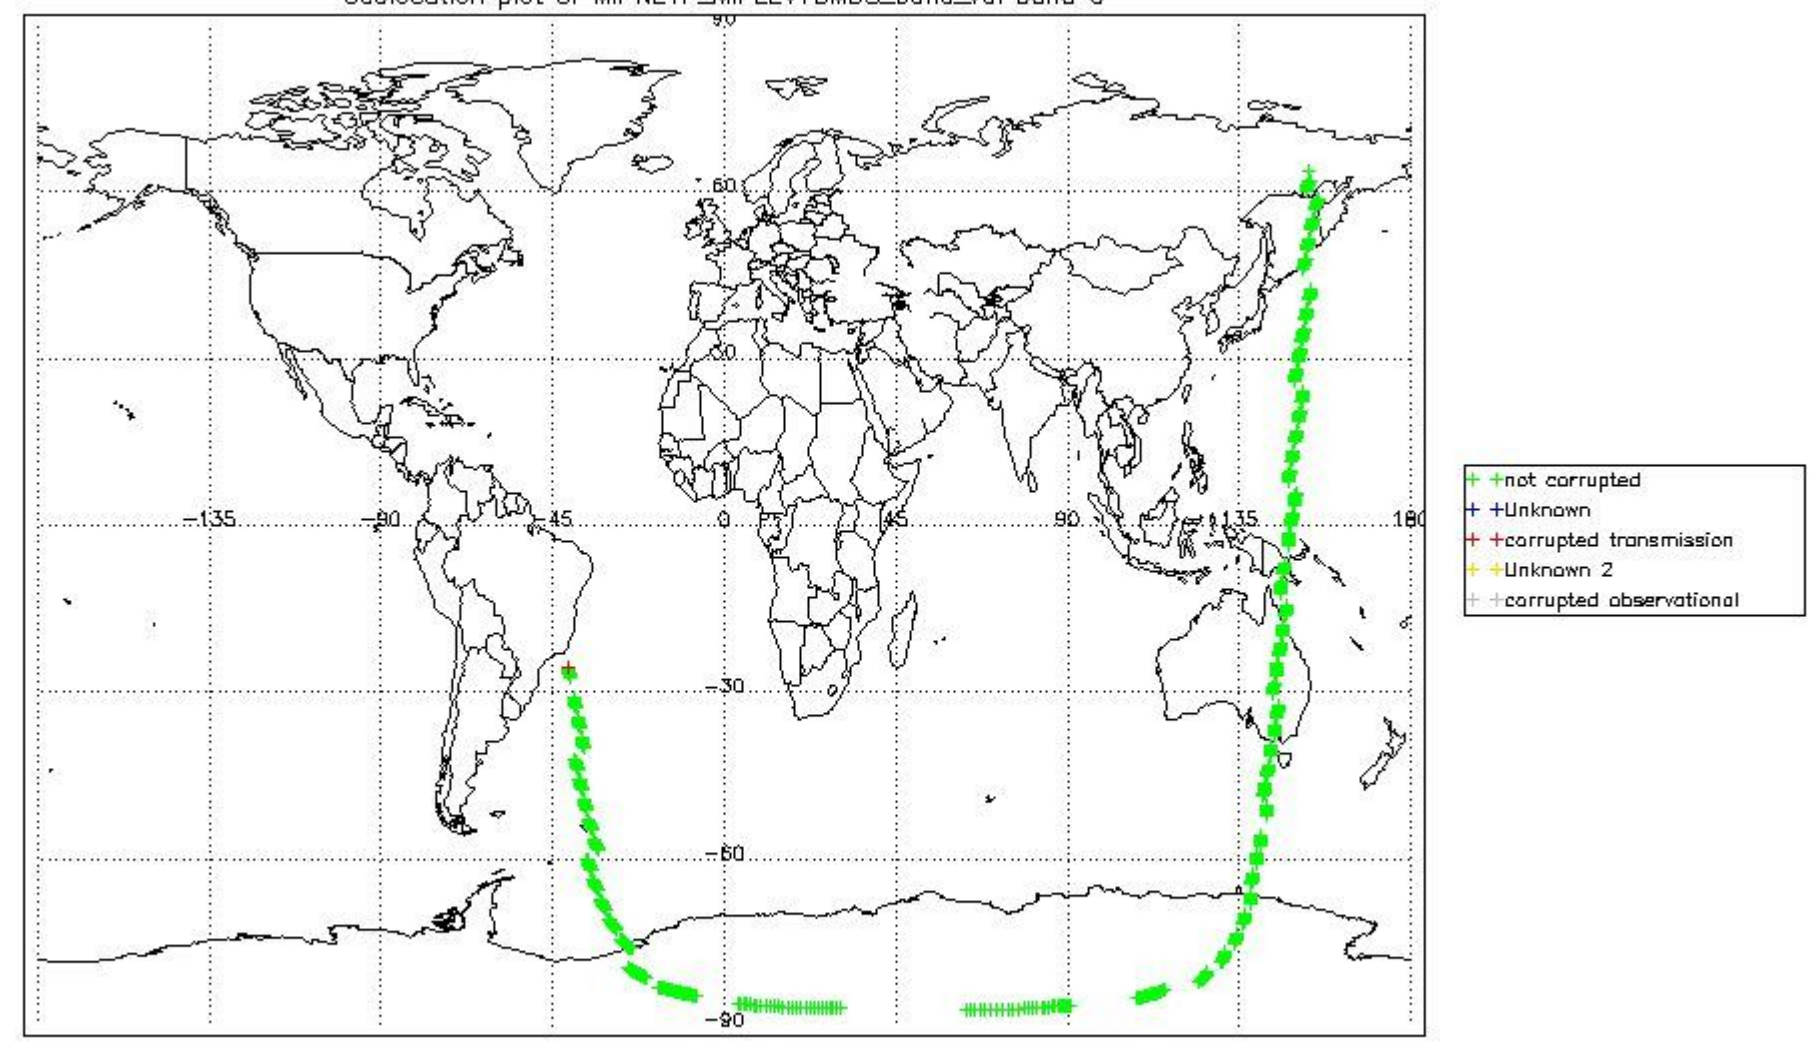 90
60
30
-135
-90
-45
0
45
90
135
180
-30
-60
-90
not corrupted
Unknown
corrupted transmission
Unknown 2
corrupted observational